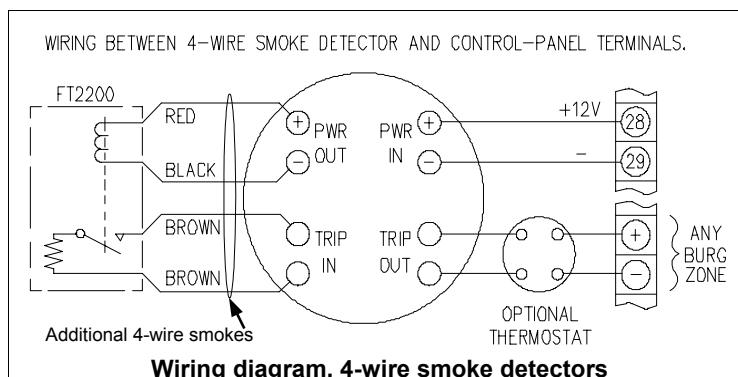 WIRING BETWEEN 4-WIRE SMOKE DETECTOR AND CONTROL-PANEL TERMINALS.
FT2200
RED
BLACK
BROWN
BROWN
+ PWR OUT
-
TRIP IN
PWR IN +
-
TRIP OUT
+12V
-
28
29
+
-
ANY BURG ZONE
OPTIONAL THERMOSTAT
Additional 4-wire smokes
Wiring diagram, 4-wire smoke detectors